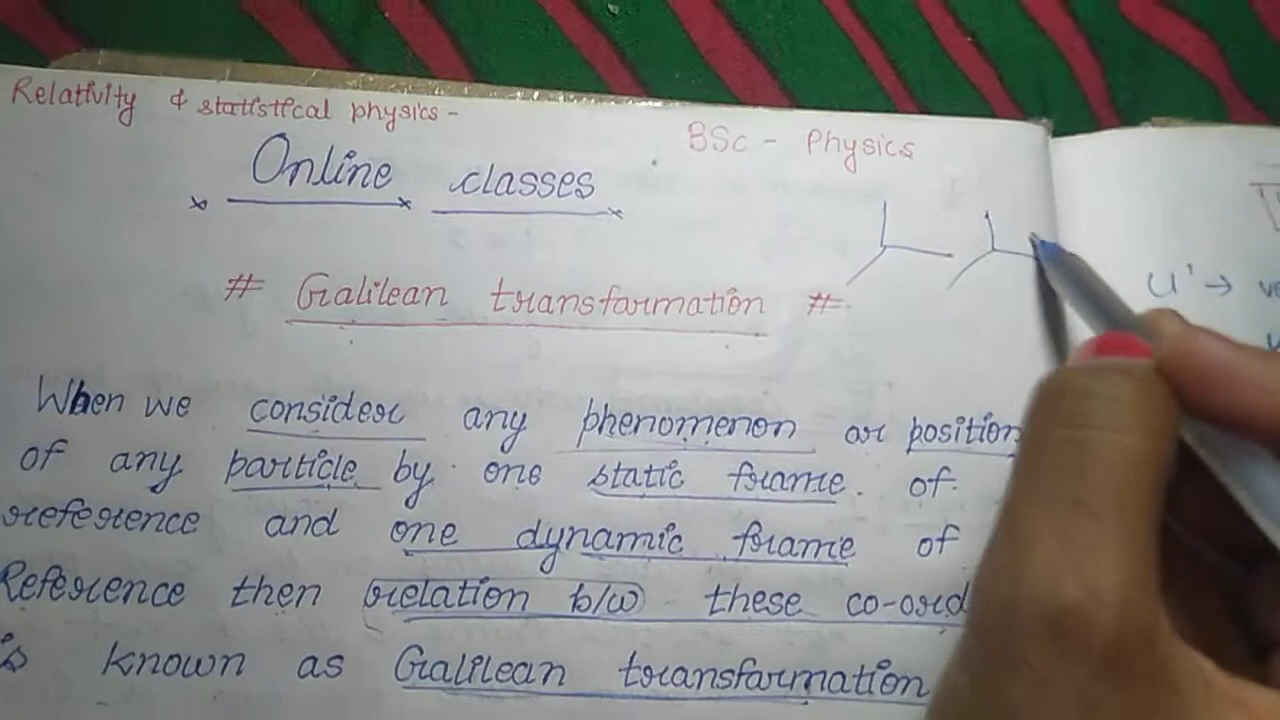 Relativity & statistical physics -
BSc - Physics
Online classes
# Galilean transformation #
When we consider any phenomenon or position
of any particle by one static frame of
reference and one dynamic frame of
Reference then relation b/w these co-ord
is known as Galilean transformation
u' →